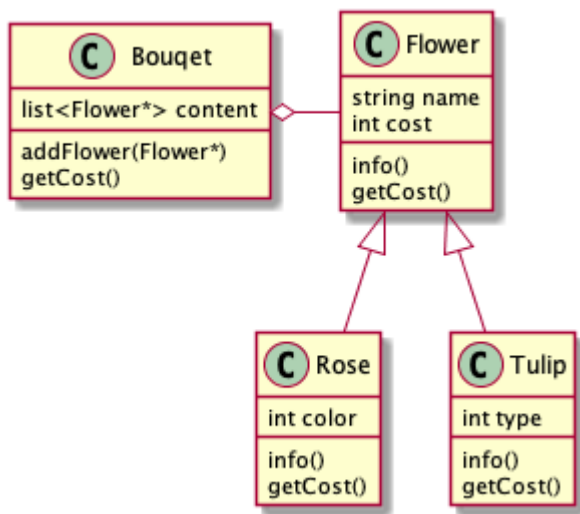 C Bouqet
list<Flower*> content
addFlower(Flower*)
getCost()
C Flower
string name
int cost
info()
getCost()
C Rose
int color
info()
getCost()
C Tulip
int type
info()
getCost()